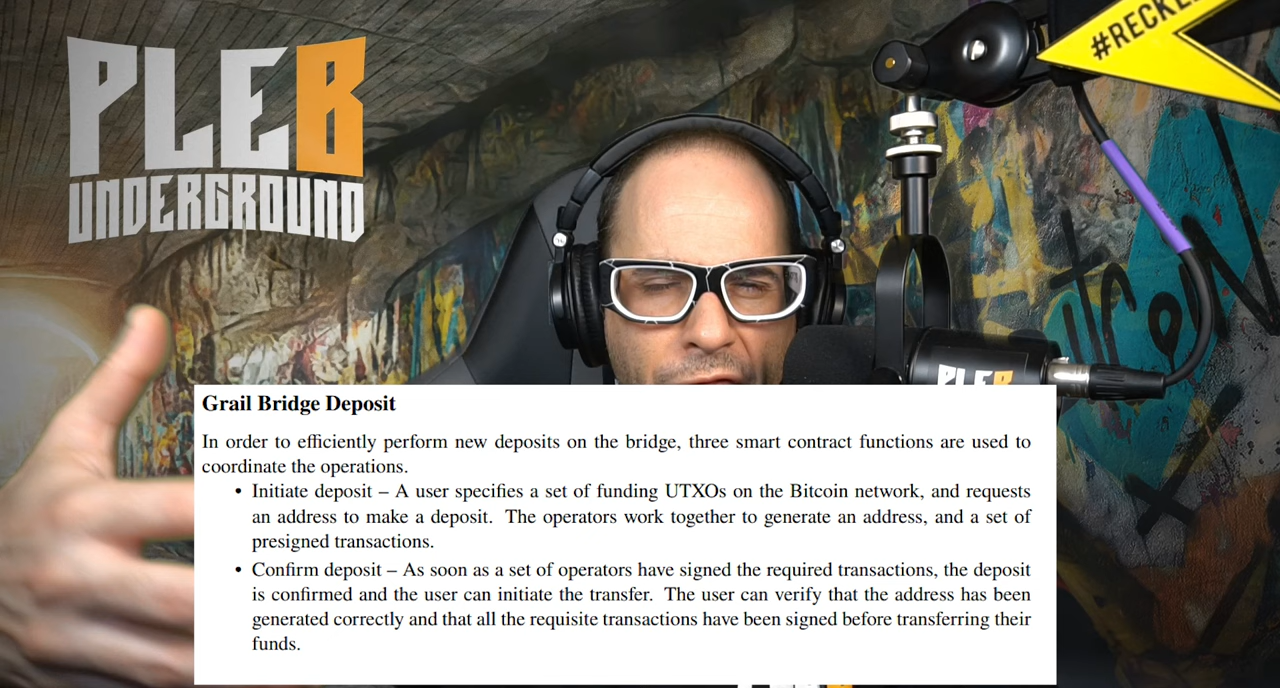 PLEB
UNDERGROUND
#RECKL
PLEB
Grail Bridge Deposit
In order to efficiently perform new deposits on the bridge, three smart contract functions are used to
coordinate the operations.
• Initiate deposit – A user specifies a set of funding UTXOs on the Bitcoin network, and requests
an address to make a deposit. The operators work together to generate an address, and a set of
presigned transactions.
• Confirm deposit – As soon as a set of operators have signed the required transactions, the deposit
is confirmed and the user can initiate the transfer. The user can verify that the address has been
generated correctly and that all the requisite transactions have been signed before transferring their
funds.